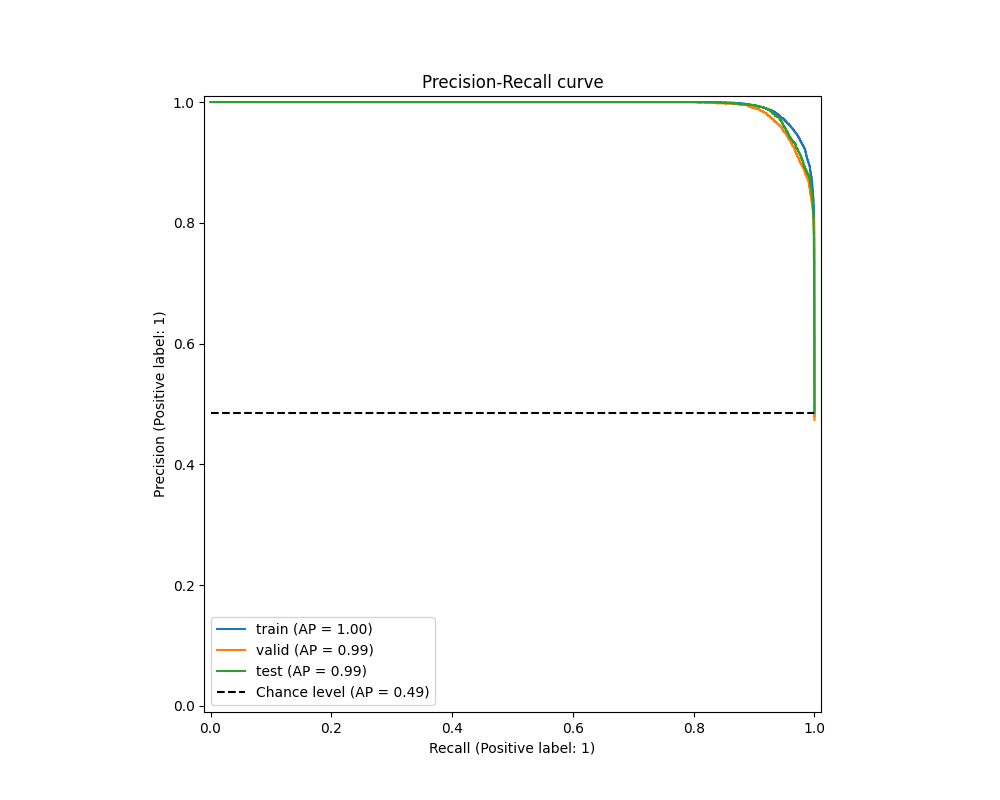 Precision-Recall curve
1.0
0.8
0.6
0.4
0.2
0.0
Precision (Positive label: 1)
train (AP = 1.00)
valid (AP = 0.99)
test (AP = 0.99)
Chance level (AP = 0.49)
0.0 0.2 0.4 0.6 0.8 1.0
Recall (Positive label: 1)